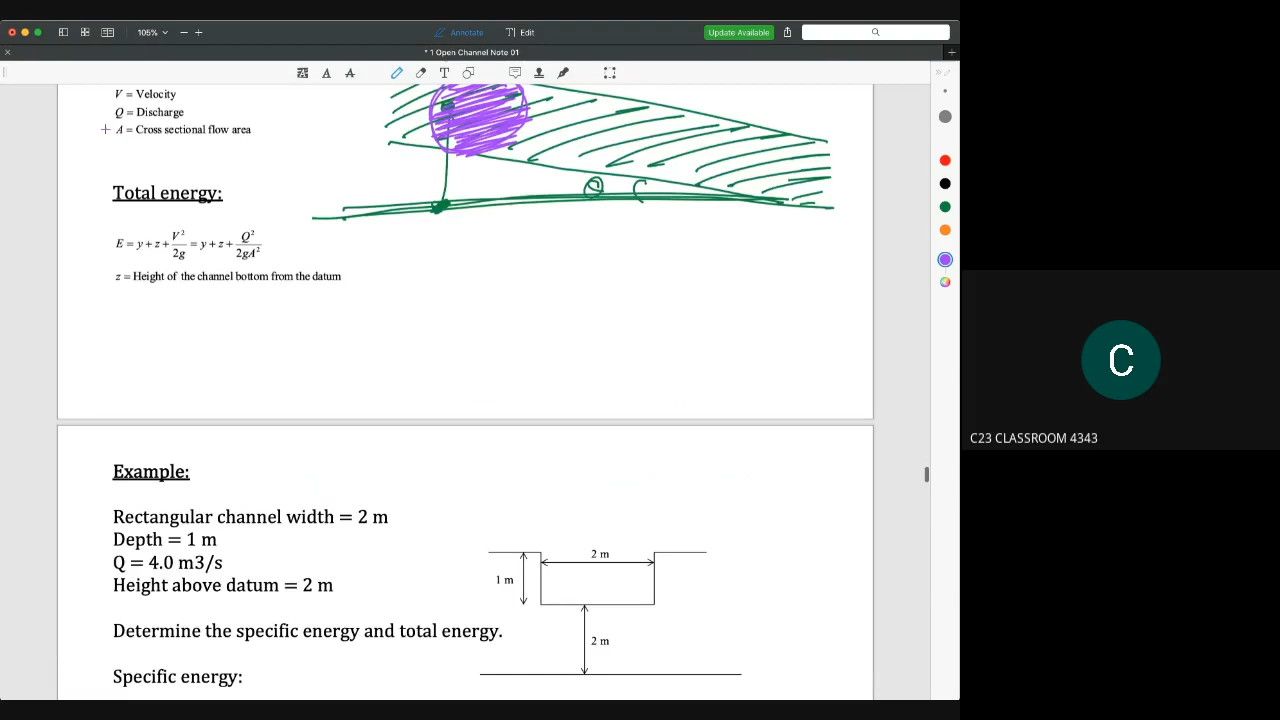 106%
Annotate
Edit
Update Available
* 1 Open Channel Note 01
V = Velocity
Q = Discharge
A = Cross sectional flow area
Total energy:
E = y + z + V²/2g = y + z + Q²/2gA²
z = Height of the channel bottom from the datum
Example:
Rectangular channel width = 2 m
Depth = 1 m
Q = 4.0 m3/s
Height above datum = 2 m
2 m
1 m
2 m
Determine the specific energy and total energy.
Specific energy:
C
C23 CLASSROOM 4343